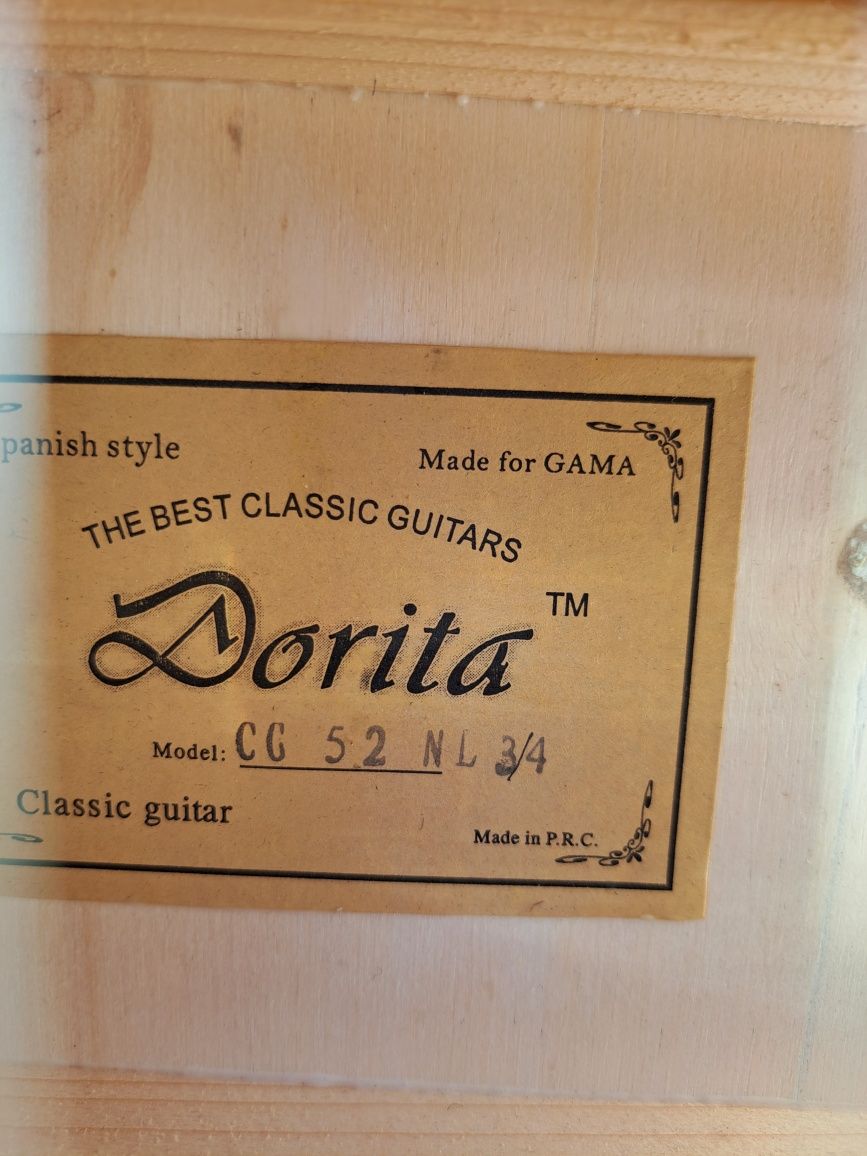 panish style
Made for GAMA
THE BEST CLASSIC GUITARS
Dorita TM
Model: CG 52 NL 3/4
Classic guitar
Made in P.R.C.